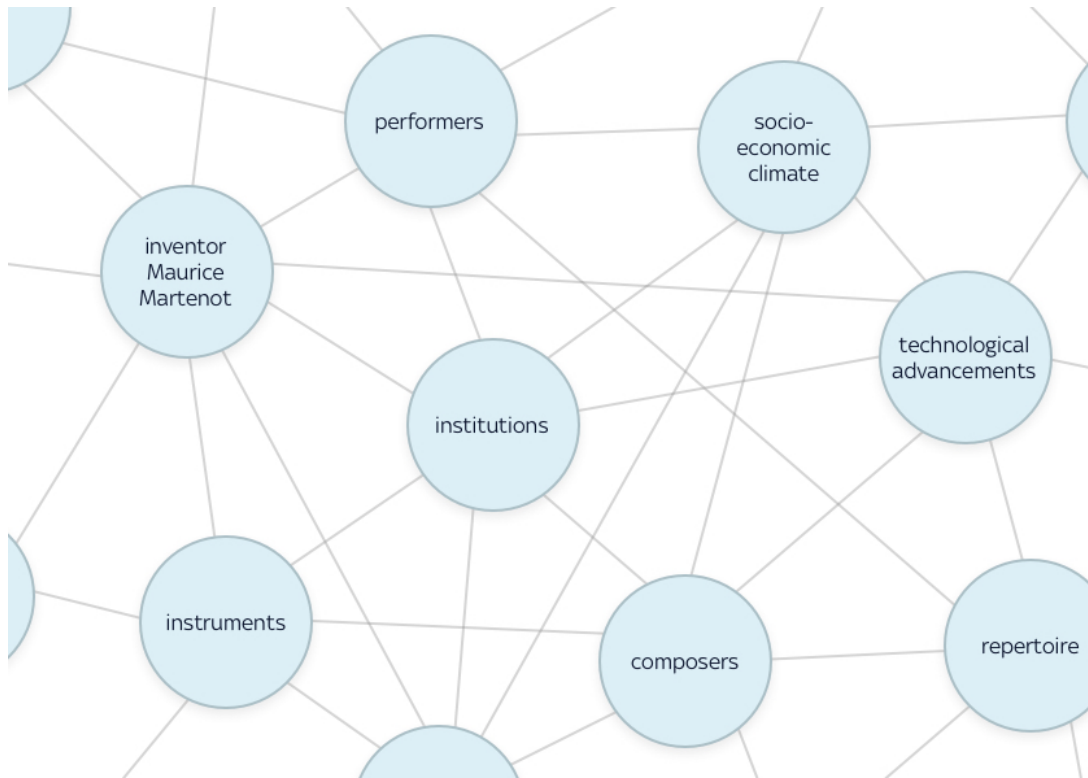 performers
socio-
economic
climate
inventor
Maurice
Martenot
technological
advancements
institutions
instruments
composers
repertoire